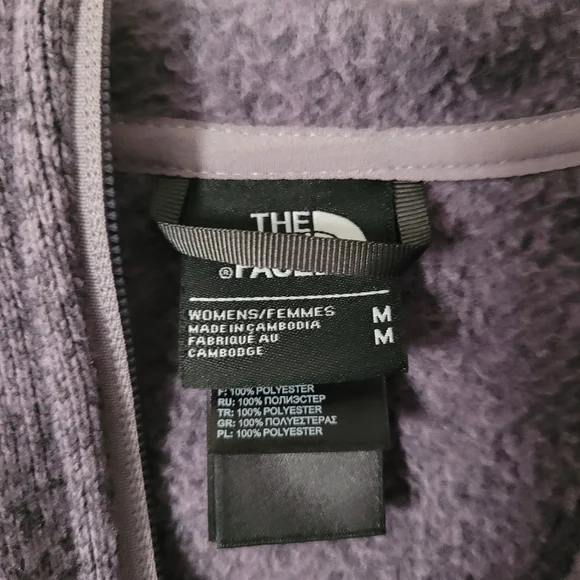 THE
®
WOMENS/FEMMES M
MADE IN CAMBODIA
FABRIQUÉ AU M
CAMBODGE
F: 100% POLYESTER
RU: 100% ПОЛИЭСТЕР
TR: 100% POLYESTER
GR: 100% ΠΟΛΥΕΣΤΕΡΑΣ
PL: 100% POLYESTER